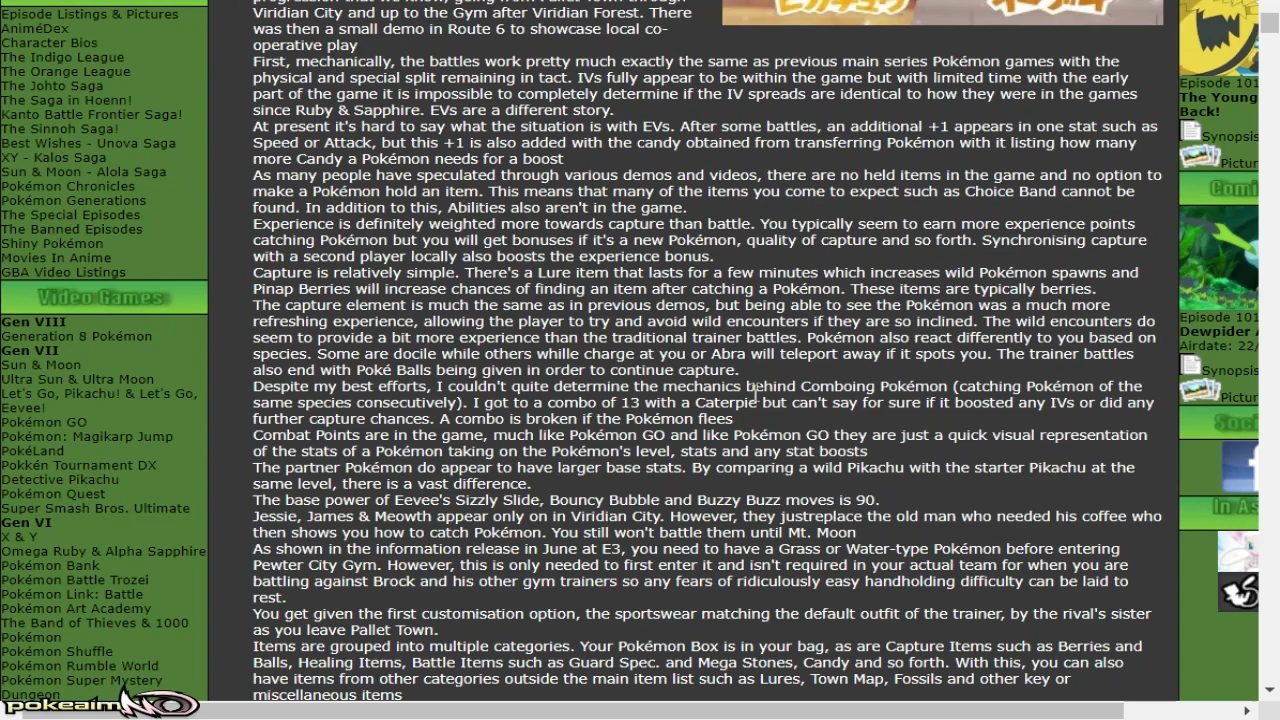 Episode Listings & Pictures
AniméDex
Character Bios
The Indigo League
The Orange League
The Johto Saga
The Saga in Hoenn!
Kanto Battle Frontier Saga!
The Sinnoh Saga!
Best Wishes - Unova Saga
XY - Kalos Saga
Sun & Moon - Alola Saga
Pokémon Chronicles
Pokémon Generations
The Special Episodes
The Banned Episodes
Shiny Pokémon
Movies In Anime
GBA Video Listings
Video Games
Gen VIII
Generation 8 Pokémon
Gen VII
Sun & Moon
Ultra Sun & Ultra Moon
Let's Go, Pikachu! & Let's Go,
Eevee!
Pokémon GO
Pokémon: Magikarp Jump
PokéLand
Pokkén Tournament DX
Detective Pikachu
Pokémon Quest
Super Smash Bros. Ultimate
Gen VI
X & Y
Omega Ruby & Alpha Sapphire
Pokémon Bank
Pokémon Battle Trozei
Pokémon Link: Battle
Pokémon Art Academy
The Band of Thieves & 1000
Pokémon
Pokémon Shuffle
Pokémon Rumble World
Pokémon Super Mystery
Dungeon
pokeaim
Viridian City and up to the Gym after Viridian Forest. There
was then a small demo in Route 6 to showcase local co-
operative play
First, mechanically, the battles work pretty much exactly the same as previous main series Pokémon games with the
physical and special split remaining in tact. IVs fully appear to be within the game but with limited time with the early
part of the game it is impossible to completely determine if the IV spreads are identical to how they were in the games
since Ruby & Sapphire. EVs are a different story.
At present it's hard to say what the situation is with EVs. After some battles, an additional +1 appears in one stat such as
Speed or Attack, but this +1 is also added with the candy obtained from transferring Pokémon with it listing how many
more Candy a Pokémon needs for a boost
As many people have speculated through various demos and videos, there are no held items in the game and no option to
make a Pokémon hold an item. This means that many of the items you come to expect such as Choice Band cannot be
found. In addition to this, Abilities also aren't in the game.
Experience is definitely weighted more towards capture than battle. You typically seem to earn more experience points
catching Pokémon but you will get bonuses if it's a new Pokémon, quality of capture and so forth. Synchronising capture
with a second player locally also boosts the experience bonus.
Capture is relatively simple. There's a Lure item that lasts for a few minutes which increases wild Pokémon spawns and
Pinap Berries will increase chances of finding an item after catching a Pokémon. These items are typically berries.
The capture element is much the same as in previous demos, but being able to see the Pokémon was a much more
refreshing experience, allowing the player to try and avoid wild encounters if they are so inclined. The wild encounters do
seem to provide a bit more experience than the traditional trainer battles. Pokémon also react differently to you based on
species. Some are docile while others whille charge at you or Abra will teleport away if it spots you. The trainer battles
also end with Poké Balls being given in order to continue capture.
Despite my best efforts, I couldn't quite determine the mechanics behind Comboing Pokémon (catching Pokémon of the
same species consecutively). I got to a combo of 13 with a Caterpie but can't say for sure if it boosted any IVs or did any
further capture chances. A combo is broken if the Pokémon flees
Combat Points are in the game, much like Pokémon GO and like Pokémon GO they are just a quick visual representation
of the stats of a Pokémon taking on the Pokémon's level, stats and any stat boosts
The partner Pokémon do appear to have larger base stats. By comparing a wild Pikachu with the starter Pikachu at the
same level, there is a vast difference.
The base power of Eevee's Sizzly Slide, Bouncy Bubble and Buzzy Buzz moves is 90.
Jessie, James & Meowth appear only on in Viridian City. However, they justreplace the old man who needed his coffee who
then shows you how to catch Pokémon. You still won't battle them until Mt. Moon
As shown in the information release in June at E3, you need to have a Grass or Water-type Pokémon before entering
Pewter City Gym. However, this is only needed to first enter it and isn't required in your actual team for when you are
battling against Brock and his other gym trainers so any fears of ridiculously easy handholding difficulty can be laid to
rest.
You get given the first customisation option, the sportswear matching the default outfit of the trainer, by the rival's sister
as you leave Pallet Town.
Items are grouped into multiple categories. Your Pokémon Box is in your bag, as are Capture Items such as Berries and
Balls, Healing Items, Battle Items such as Guard Spec. and Mega Stones, Candy and so forth. With this, you can also
have items from other categories outside the main item list such as Lures, Town Map, Fossils and other key or
miscellaneous items
Episode 101
The Young
Back!
Synopsis
Pictur
Comi
Episode 101
Dewpider A
Airdate: 22/
Synopsis
Pictur
Soci
In As